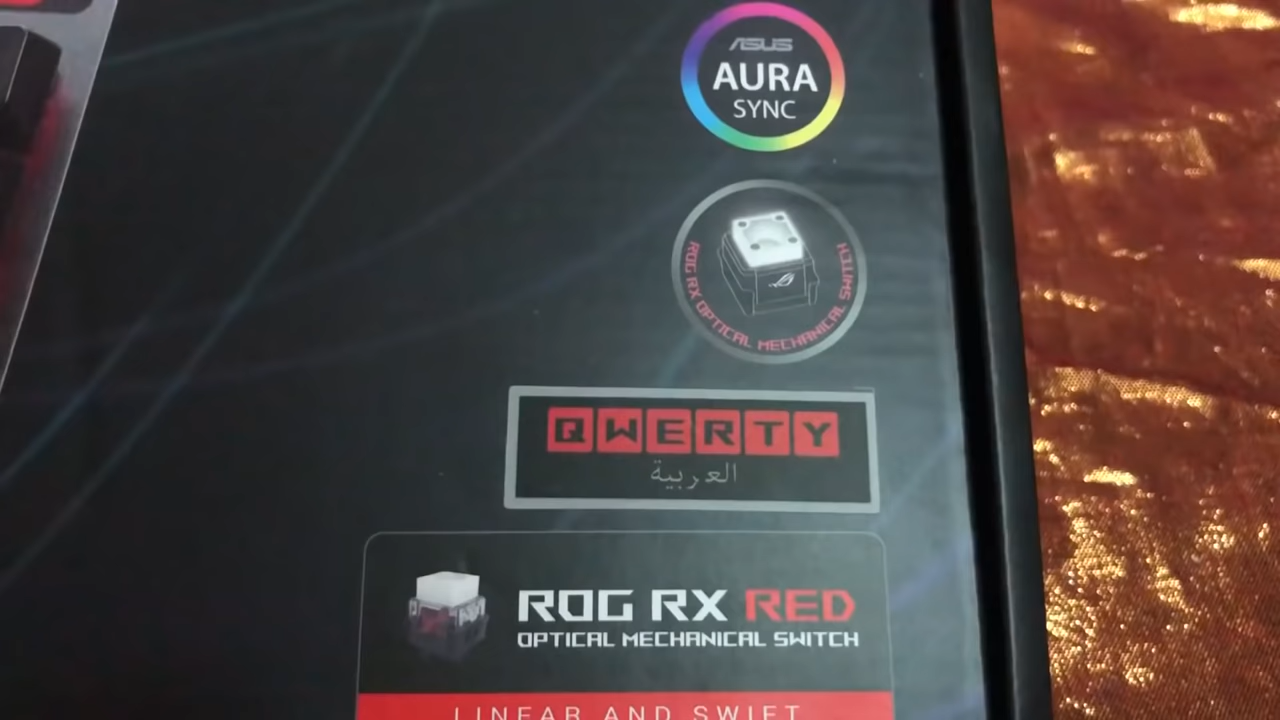 ASUS
AURA
SYNC
ROG RX OPTICAL MECHANICAL SWITCH
QWERTY
العربية
ROG RX RED
OPTICAL MECHANICAL SWITCH
LINEAR AND SWIFT